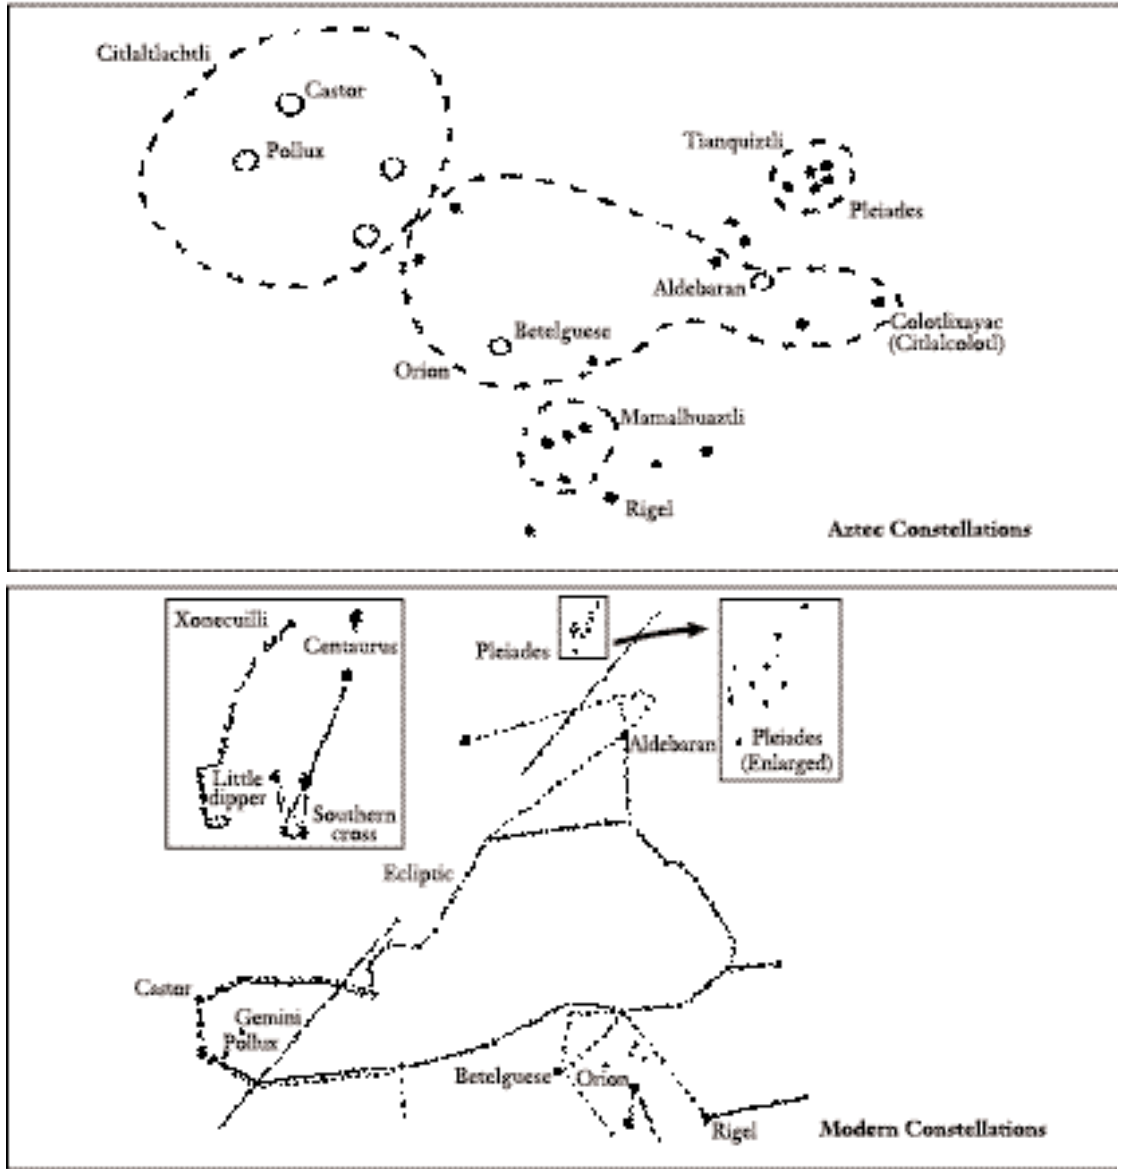 Citlaltlachtli
Castor
Pollux
Tianquiztli
Pleiades
Aldebaran
Colotlixayac
(Citlalcolotl)
Betelguese
Orion
Mamalhuaztli
Rigel
Aztec Constellations
Xonecuilli
Centaurus
Little
dipper
Southern
cross
Pleiades
Aldebaran
Pleiades
(Enlarged)
Ecliptic
Castor
Gemini
Pollux
Betelguese
Orion
Rigel
Modern Constellations